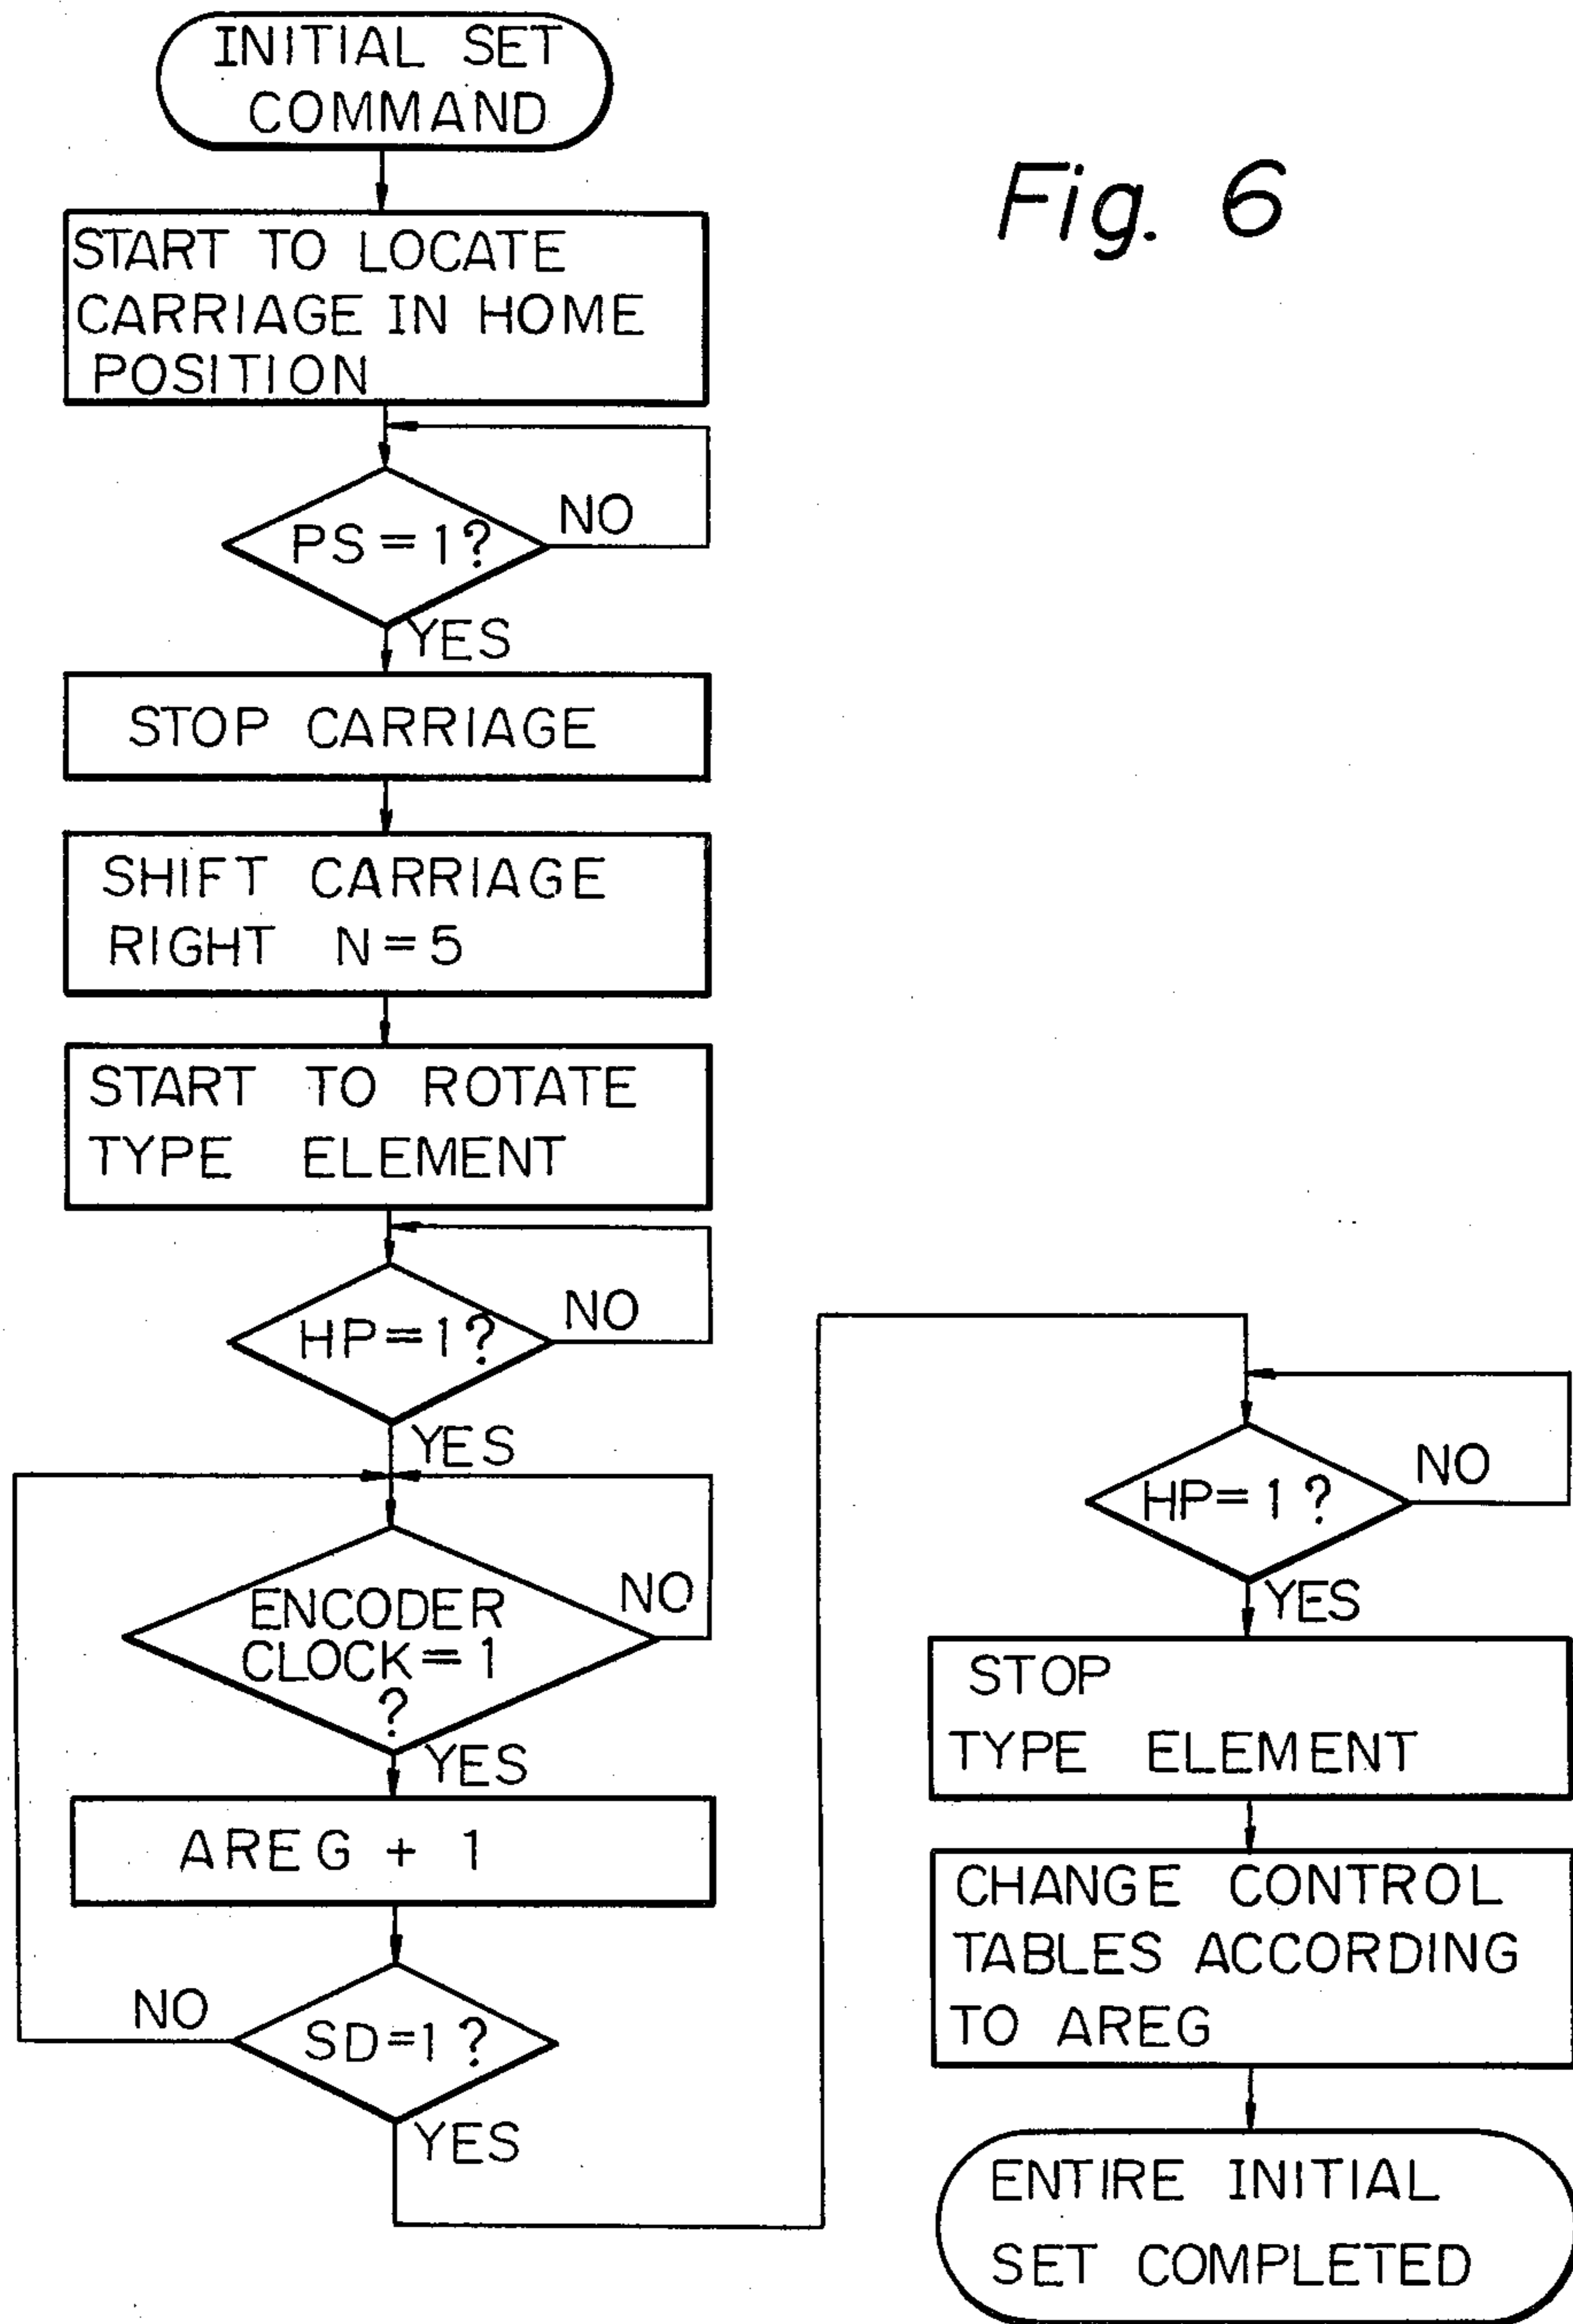 INITIAL SET
COMMAND
Fig. 6
START TO LOCATE
CARRIAGE IN HOME
POSITION
PS=1?
NO
YES
STOP CARRIAGE
SHIFT CARRIAGE
RIGHT N=5
START TO ROTATE
TYPE ELEMENT
HP=1?
NO
YES
ENCODER
CLOCK=1
?
NO
YES
AREG + 1
SD=1?
NO
YES
HP=1?
NO
YES
STOP
TYPE ELEMENT
CHANGE CONTROL
TABLES ACCORDING
TO AREG
ENTIRE INITIAL
SET COMPLETED